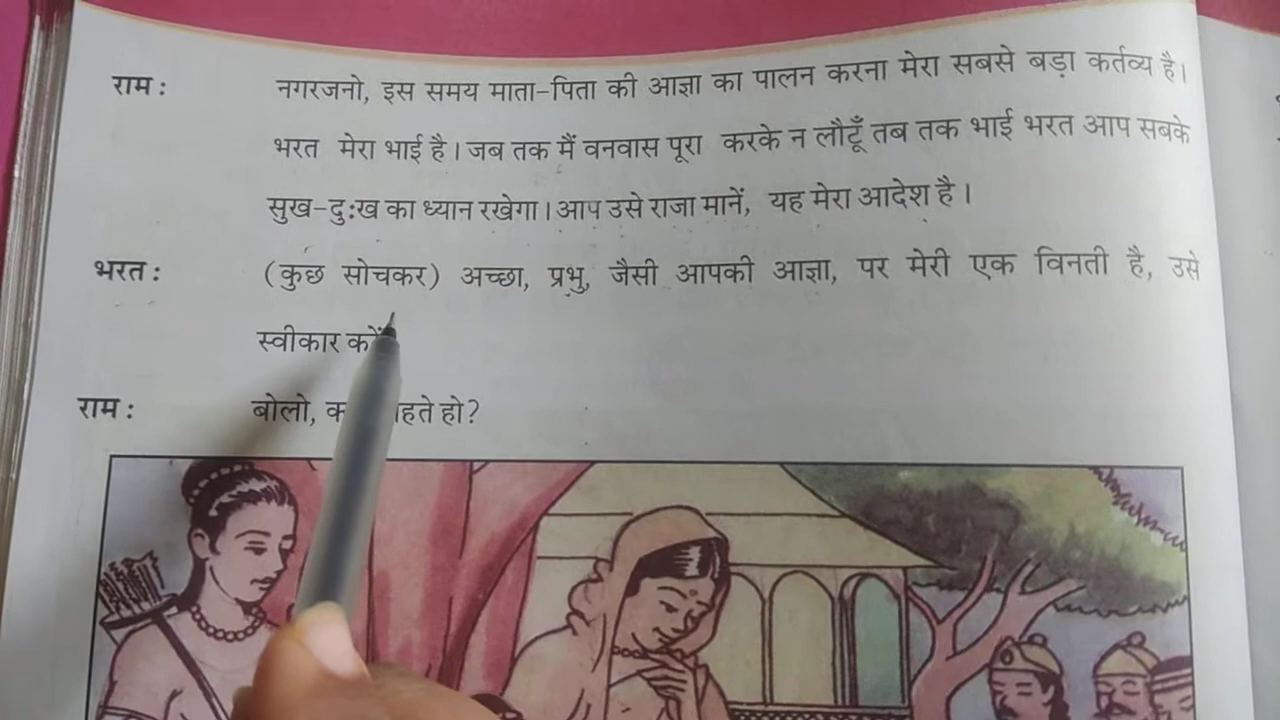 राम : नगरजनो, इस समय माता-पिता की आज्ञा का पालन करना मेरा सबसे बड़ा कर्तव्य है।
भरत मेरा भाई है। जब तक मैं वनवास पूरा करके न लौटूँ तब तक भाई भरत आप सबके
सुख-दुःख का ध्यान रखेगा। आप उसे राजा मानें, यह मेरा आदेश है।
भरत : (कुछ सोचकर) अच्छा, प्रभु, जैसी आपकी आज्ञा, पर मेरी एक विनती है, उसे
स्वीकार
राम : बोलो, हो?